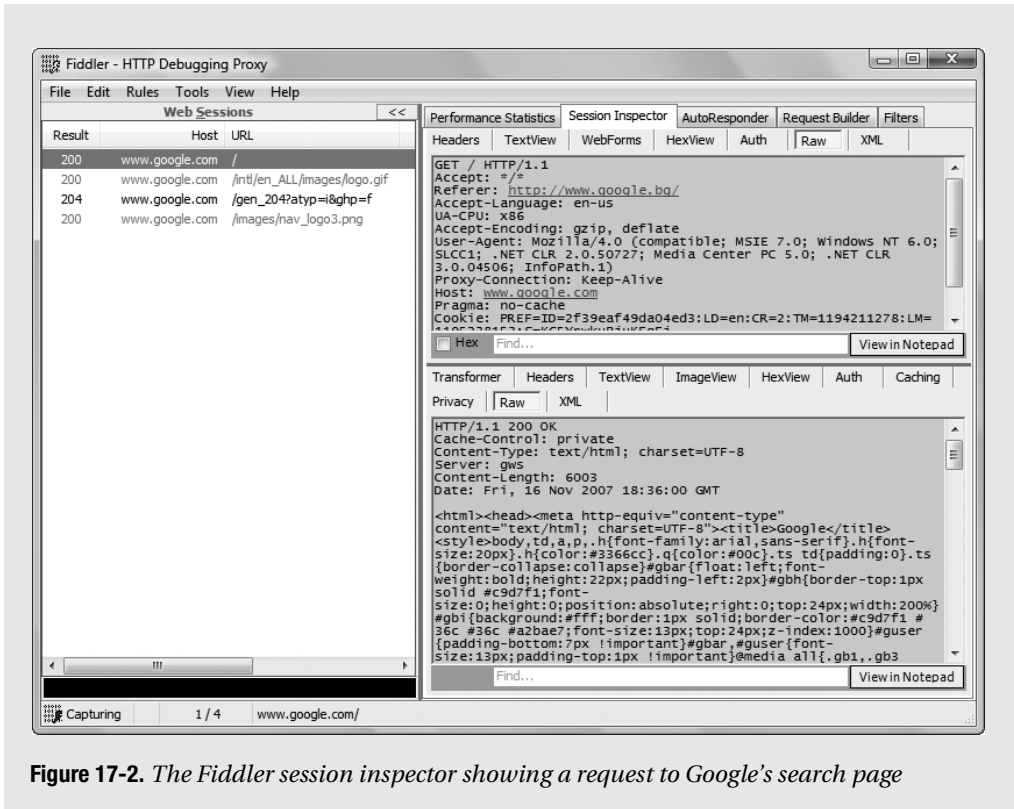 Fiddler - HTTP Debugging Proxy
File Edit Rules Tools View Help
Web Sessions <<
Result Host URL
200 www.google.com /
200 www.google.com /intl/en_ALL/images/logo.gif
204 www.google.com /gen_204?atyp=i&ghp=f
200 www.google.com /images/nav_logo3.png
Performance Statistics Session Inspector AutoResponder Request Builder Filters
Headers TextView WebForms HexView Auth Raw XML
GET / HTTP/1.1
Accept: */*
Referer: http://www.google.bg/
Accept-Language: en-us
UA-CPU: x86
Accept-Encoding: gzip, deflate
User-Agent: Mozilla/4.0 (compatible; MSIE 7.0; Windows NT 6.0;
SLCC1; .NET CLR 2.0.50727; Media Center PC 5.0; .NET CLR
3.0.04506; InfoPath.1)
Proxy-Connection: Keep-Alive
Host: www.google.com
Pragma: no-cache
Cookie: PREF=ID=2f39eaf49da04ed3:LD=en:CR=2:TM=1194211278:LM=
Hex Find... View in Notepad
Transformer Headers TextView ImageView HexView Auth Caching
Privacy Raw XML
HTTP/1.1 200 OK
Cache-Control: private
Content-Type: text/html; charset=UTF-8
Server: gws
Content-Length: 6003
Date: Fri, 16 Nov 2007 18:36:00 GMT
<html><head><meta http-equiv="content-type"
content="text/html; charset=UTF-8"><title>Google</title>
<style>body,td,a,p,.h{font-family:arial,sans-serif}.h{font-
size:20px}.h{color:#3366cc}.q{color:#00c}.ts td{padding:0}.ts
{border-collapse:collapse}#gbar{float:left;font-
weight:bold;height:22px;padding-left:2px}#gbh{border-top:1px
solid #c9d7f1;font-
size:0;height:0;position:absolute;right:0;top:24px;width:200%}
#gbi{background:#fff;border:1px solid;border-color:#c9d7f1 #
36c #36c #a2bae7;font-size:13px;top:24px;z-index:1000}#guser
{padding-bottom:7px !important}#gbar,#guser{font-
size:13px;padding-top:1px !important}@media all{.gb1,.gb3
Find... View in Notepad
Capturing 1 / 4 www.google.com/
Figure 17-2. The Fiddler session inspector showing a request to Google's search page